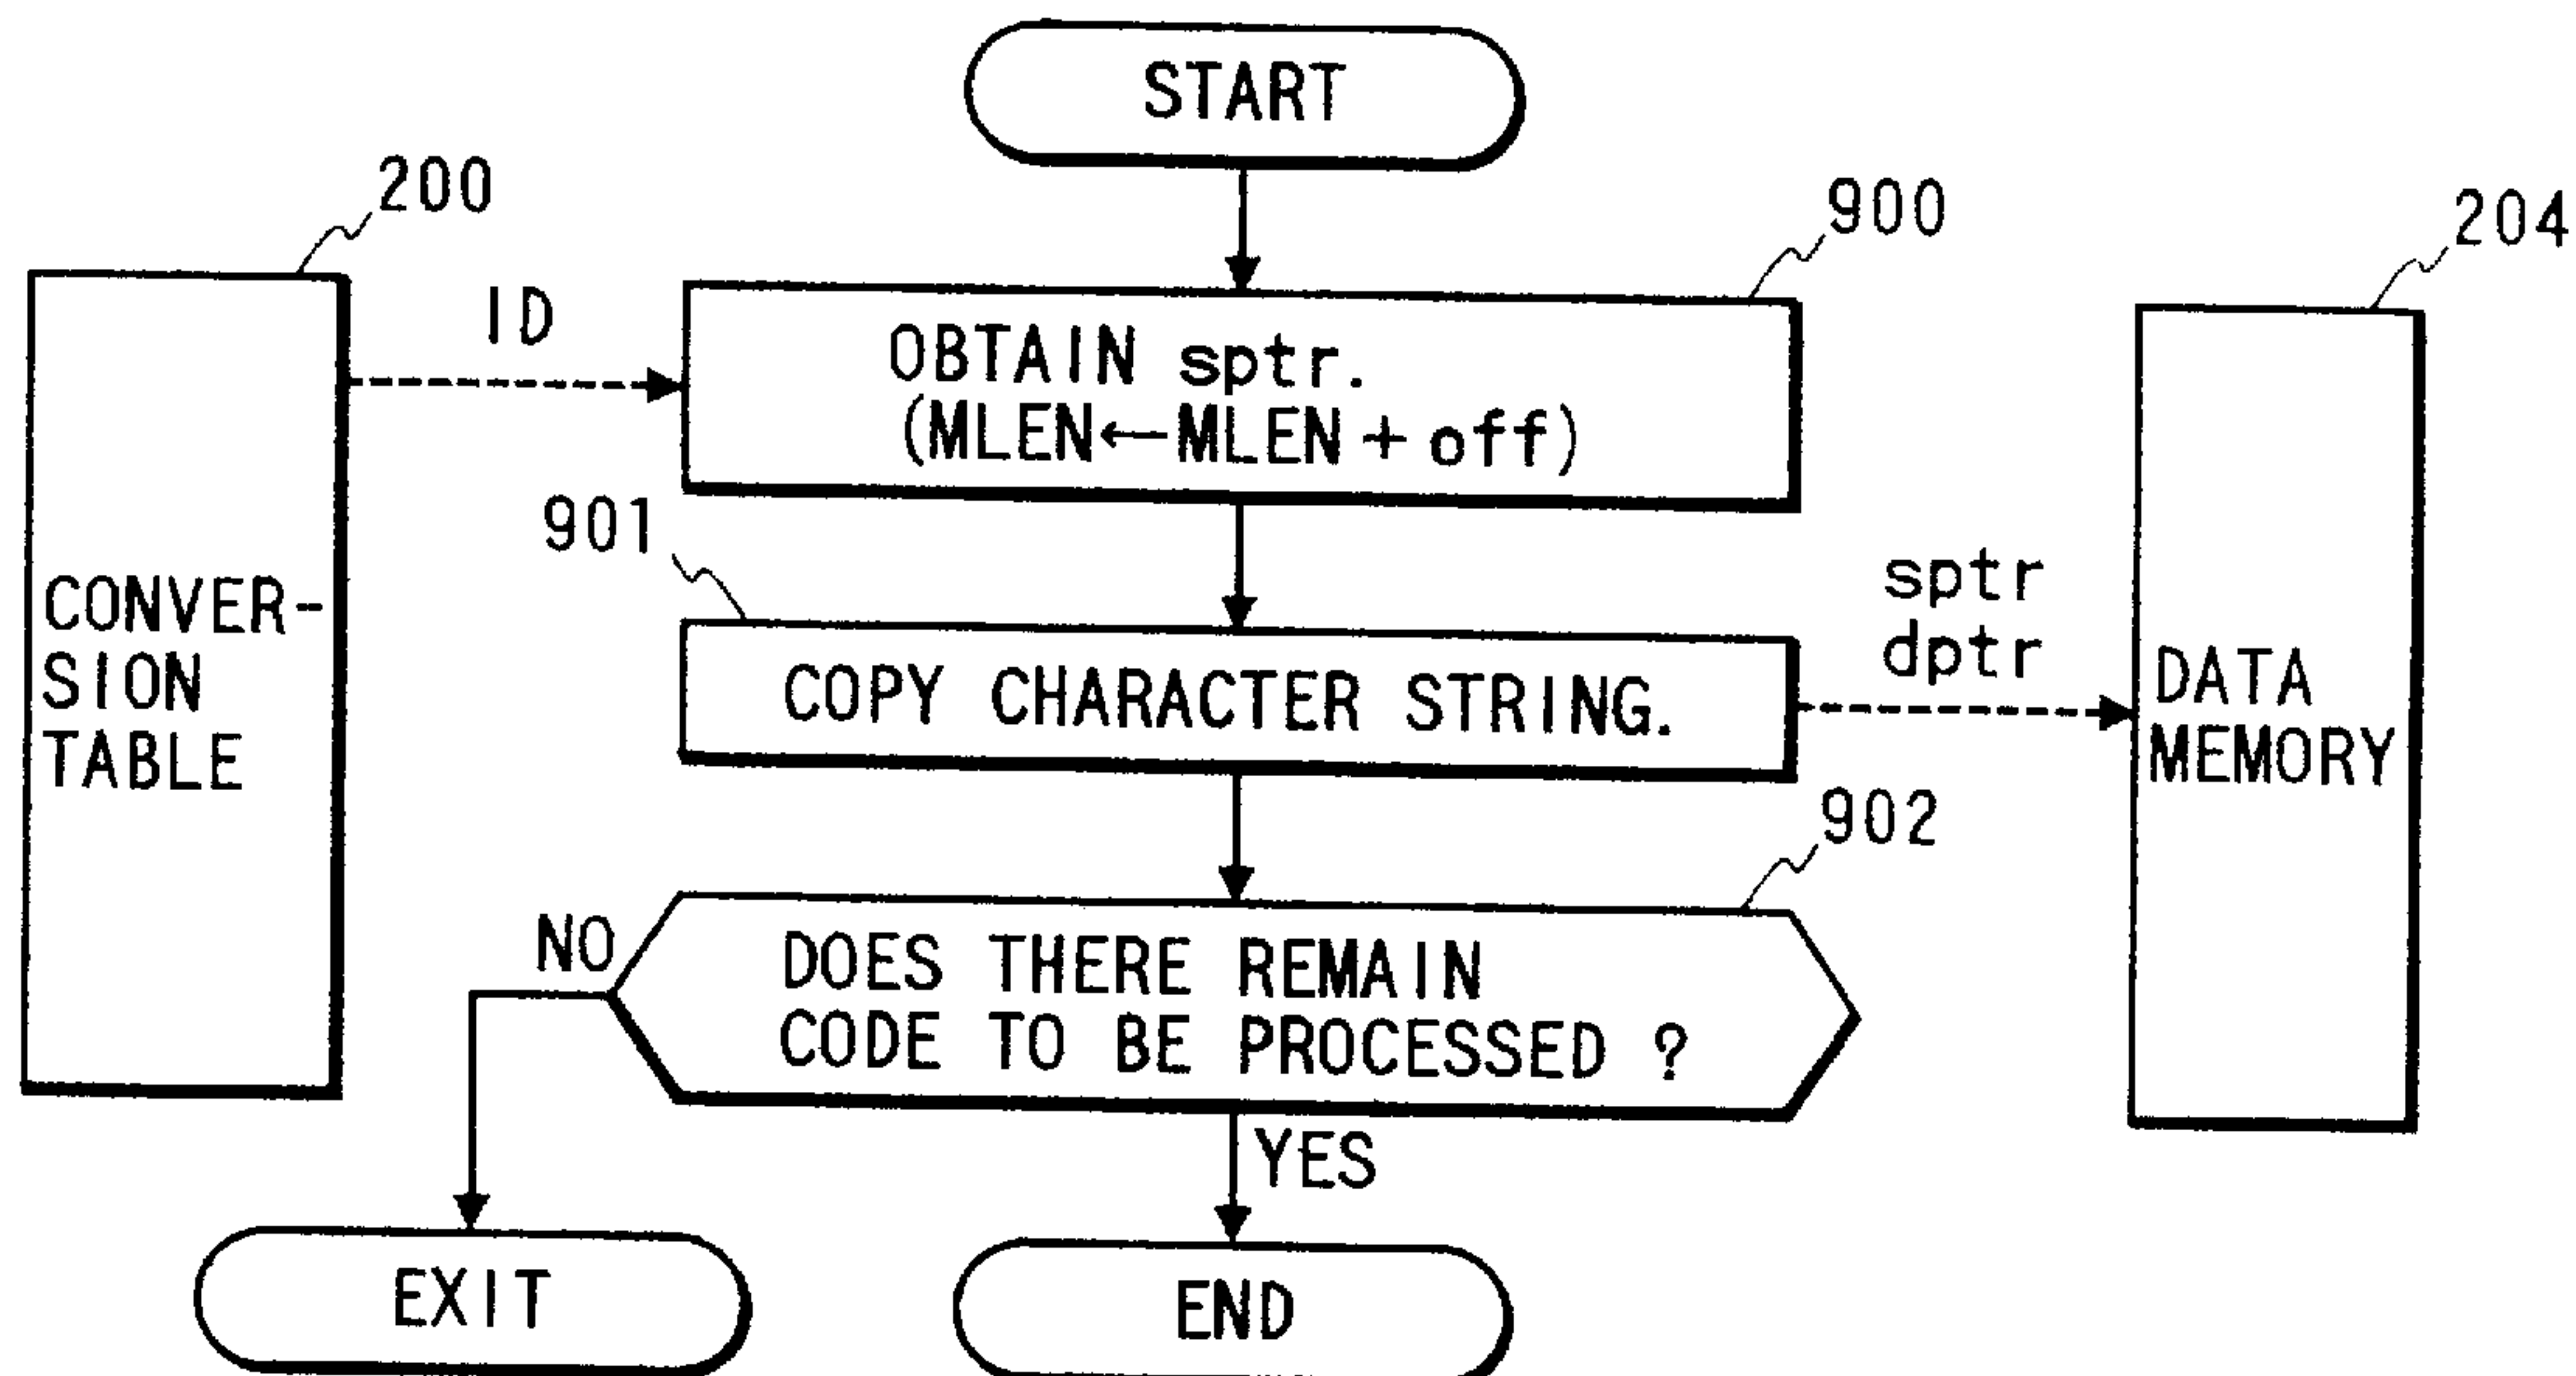 START
200
900
204
ID
OBTAIN sptr.
(MLEN←MLEN + off)
901
CONVER-
SION
TABLE
sptr
dptr
COPY CHARACTER STRING.
DATA
MEMORY
902
NO
DOES THERE REMAIN
CODE TO BE PROCESSED ?
YES
EXIT
END